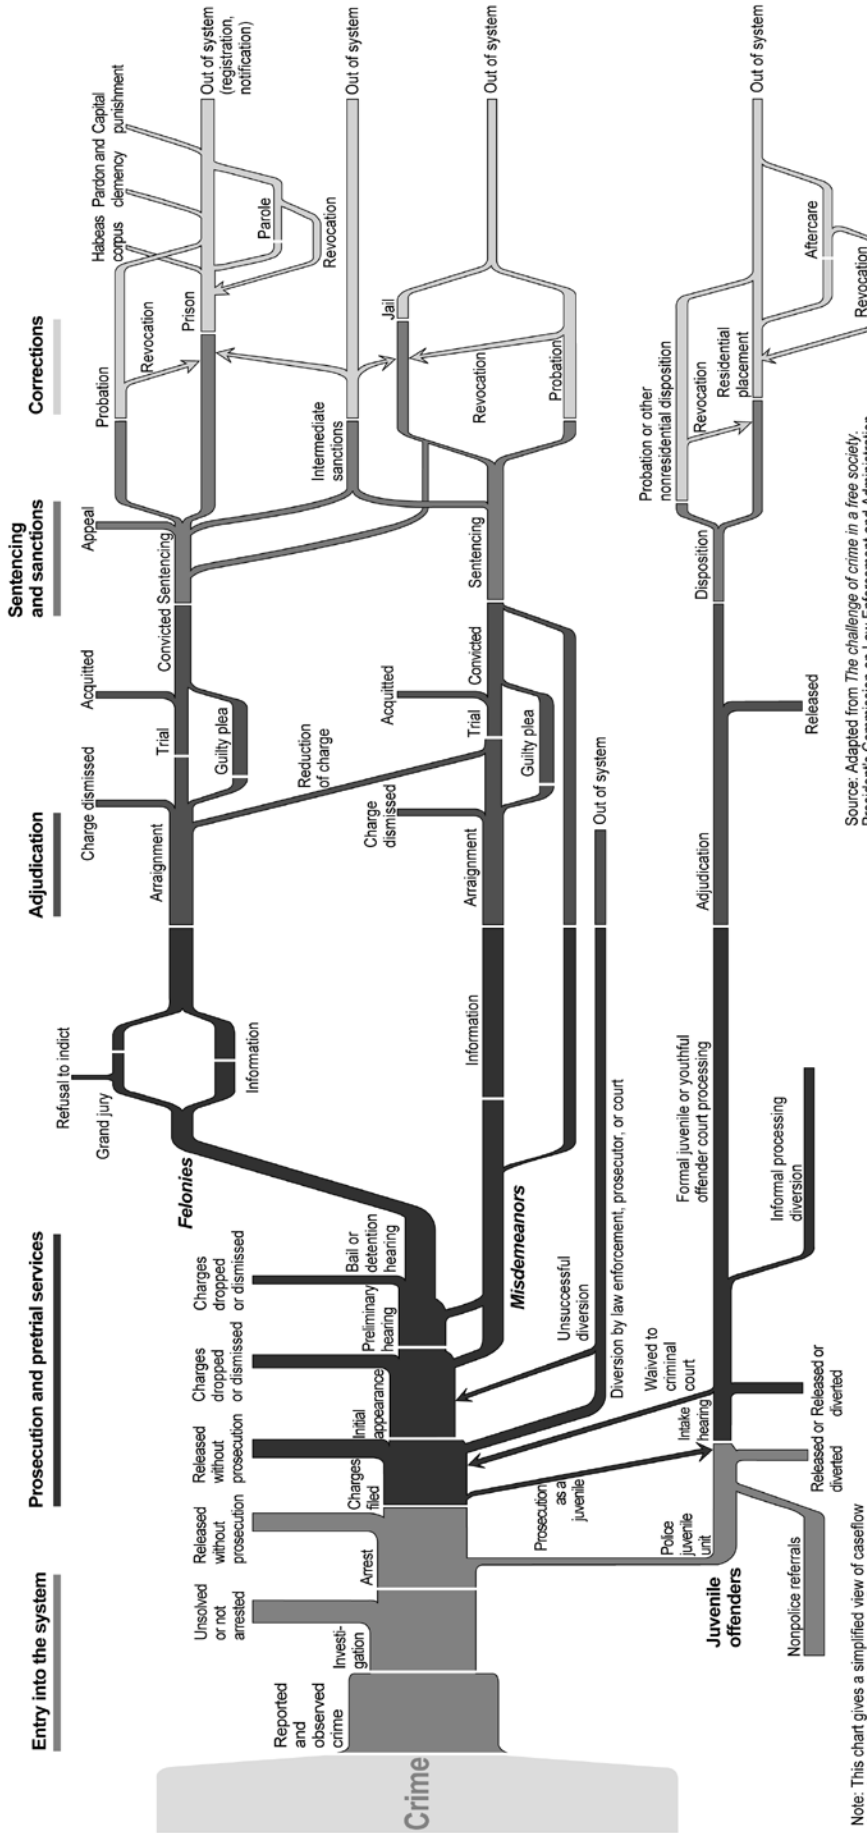 Entry into the system
Prosecution and pretrial services
Adjudication
Sentencing
and sanctions
Corrections
Crime
Reported
and
observed
crime
Investi-
gation
Unsolved
or not
arrested
Arrest
Released
without
prosecution
Charges
filed
Released
without
prosecution
Initial
appearance
Charges
dropped
or dismissed
Preliminary
hearing
Charges
dropped
or dismissed
Bail or
detention
hearing
Felonies
Grand jury
Refusal to indict
Information
Arraignment
Charge dismissed
Trial
Acquitted
Guilty plea
Reduction
of charge
Convicted
Sentencing
Appeal
Probation
Revocation
Prison
Habeas
corpus
Pardon and
clemency
Capital
punishment
Parole
Revocation
Out of system
(registration,
notification)
Intermediate
sanctions
Out of system
Misdemeanors
Information
Arraignment
Charge
dismissed
Trial
Acquitted
Guilty plea
Convicted
Sentencing
Jail
Revocation
Probation
Out of system
Unsuccessful
diversion
Diversion by law enforcement, prosecutor, or court
Out of system
Prosecution
as a
juvenile
Waived to
criminal
court
Juvenile
offenders
Police
juvenile
unit
Nonpolice referrals
Released or
diverted
Intake
hearing
Released or
diverted
Formal juvenile or youthful
offender court processing
Informal processing
diversion
Adjudication
Released
Disposition
Probation or other
nonresidential disposition
Revocation
Residential
placement
Aftercare
Revocation
Out of system
Note: This chart gives a simplified view of caseflow
Source: Adapted from The challenge of crime in a free society.
President's Commission on Law Enforcement and Administration